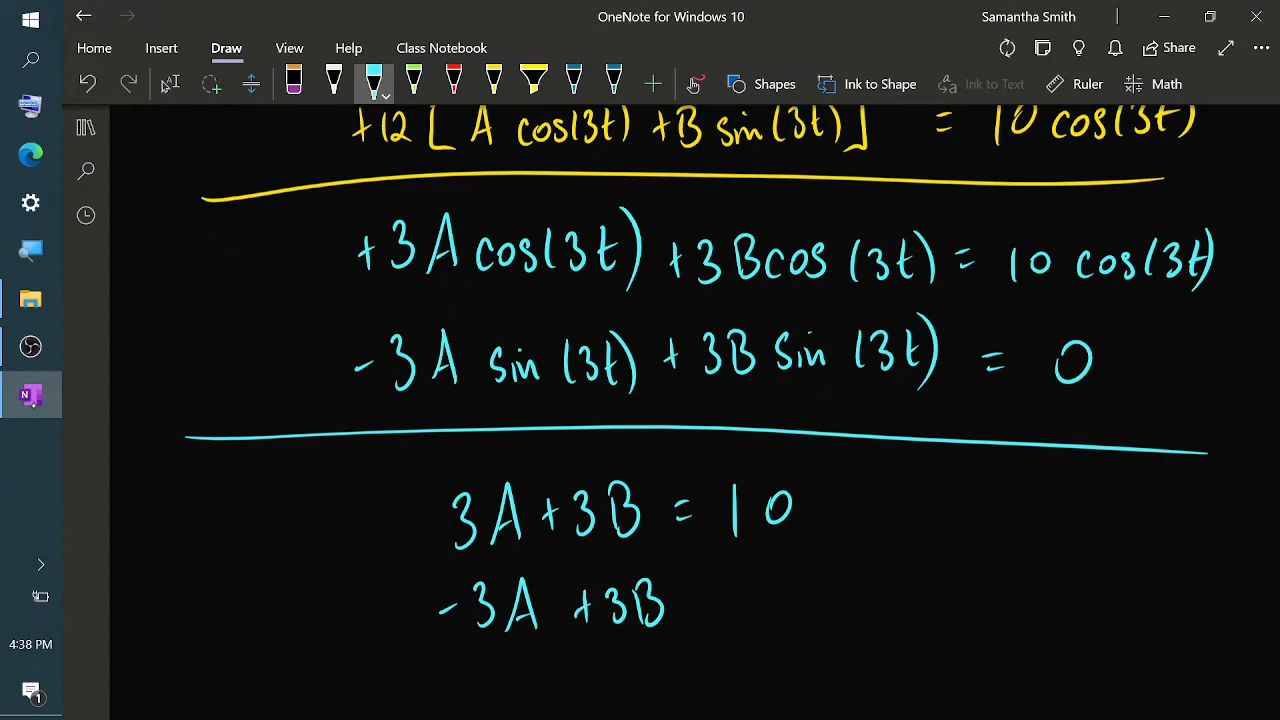 OneNote for Windows 10
Samantha Smith
Home Insert Draw View Help Class Notebook
Share
Shapes Ink to Shape Ink to Text Ruler Math
+12 [ A cos(3t) + B sin(3t) ] = 10 cos(3t)
+3A cos(3t) + 3B cos(3t) = 10 cos(3t)
-3A sin(3t) + 3B sin(3t) = 0
3A + 3B = 10
-3A + 3B
4:38 PM
N
1